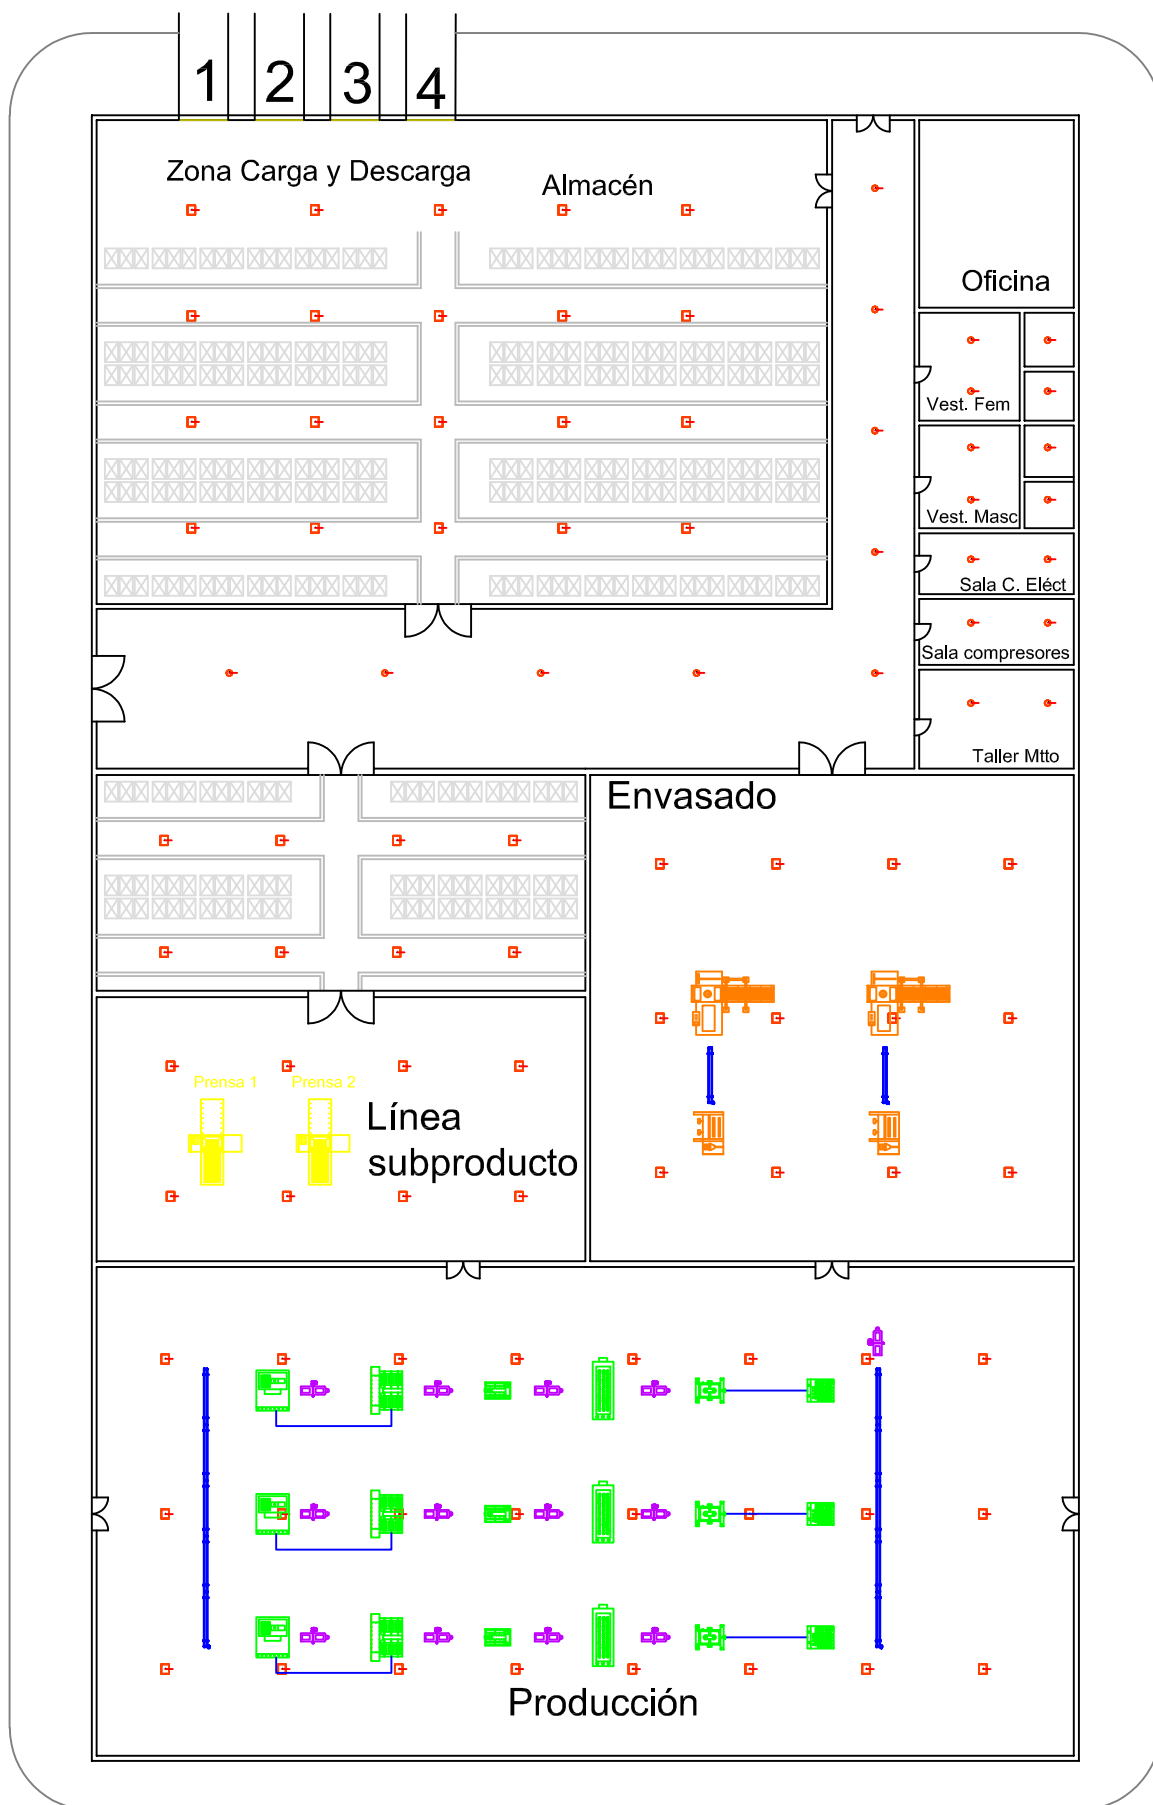 1 2 3 4
Zona Carga y Descarga
Almacén
Oficina
Vest. Fem
Vest. Masc
Sala C. Eléct
Sala compresores
Taller Mtto
Envasado
Prensa 1
Prensa 2
Línea
subproducto
Producción